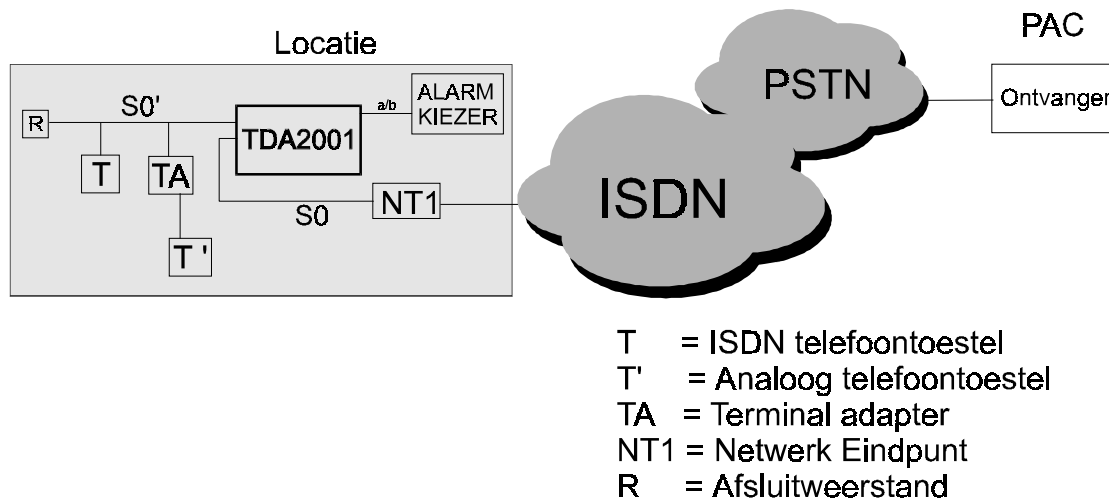 Locatie
PAC
S0'
a/b
ALARM
KIEZER
R
TDA2001
T
TA
T '
S0
NT1
ISDN
PSTN
Ontvanger
T = ISDN telefoontoestel
T' = Analoog telefoontoestel
TA = Terminal adapter
NT1 = Netwerk Eindpunt
R = Afsluitweerstand